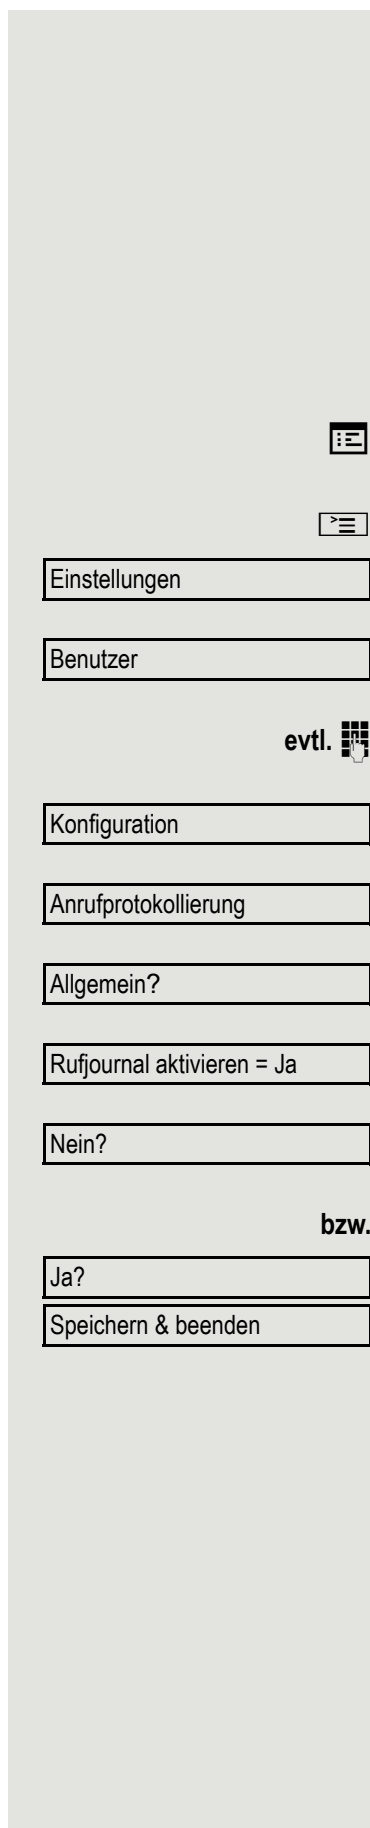 Einstellungen
Benutzer
evtl.
Konfiguration
Anrufprotokollierung
Allgemein?
Rufjournal aktivieren = Ja
Nein?
bzw.
Ja?
Speichern & beenden